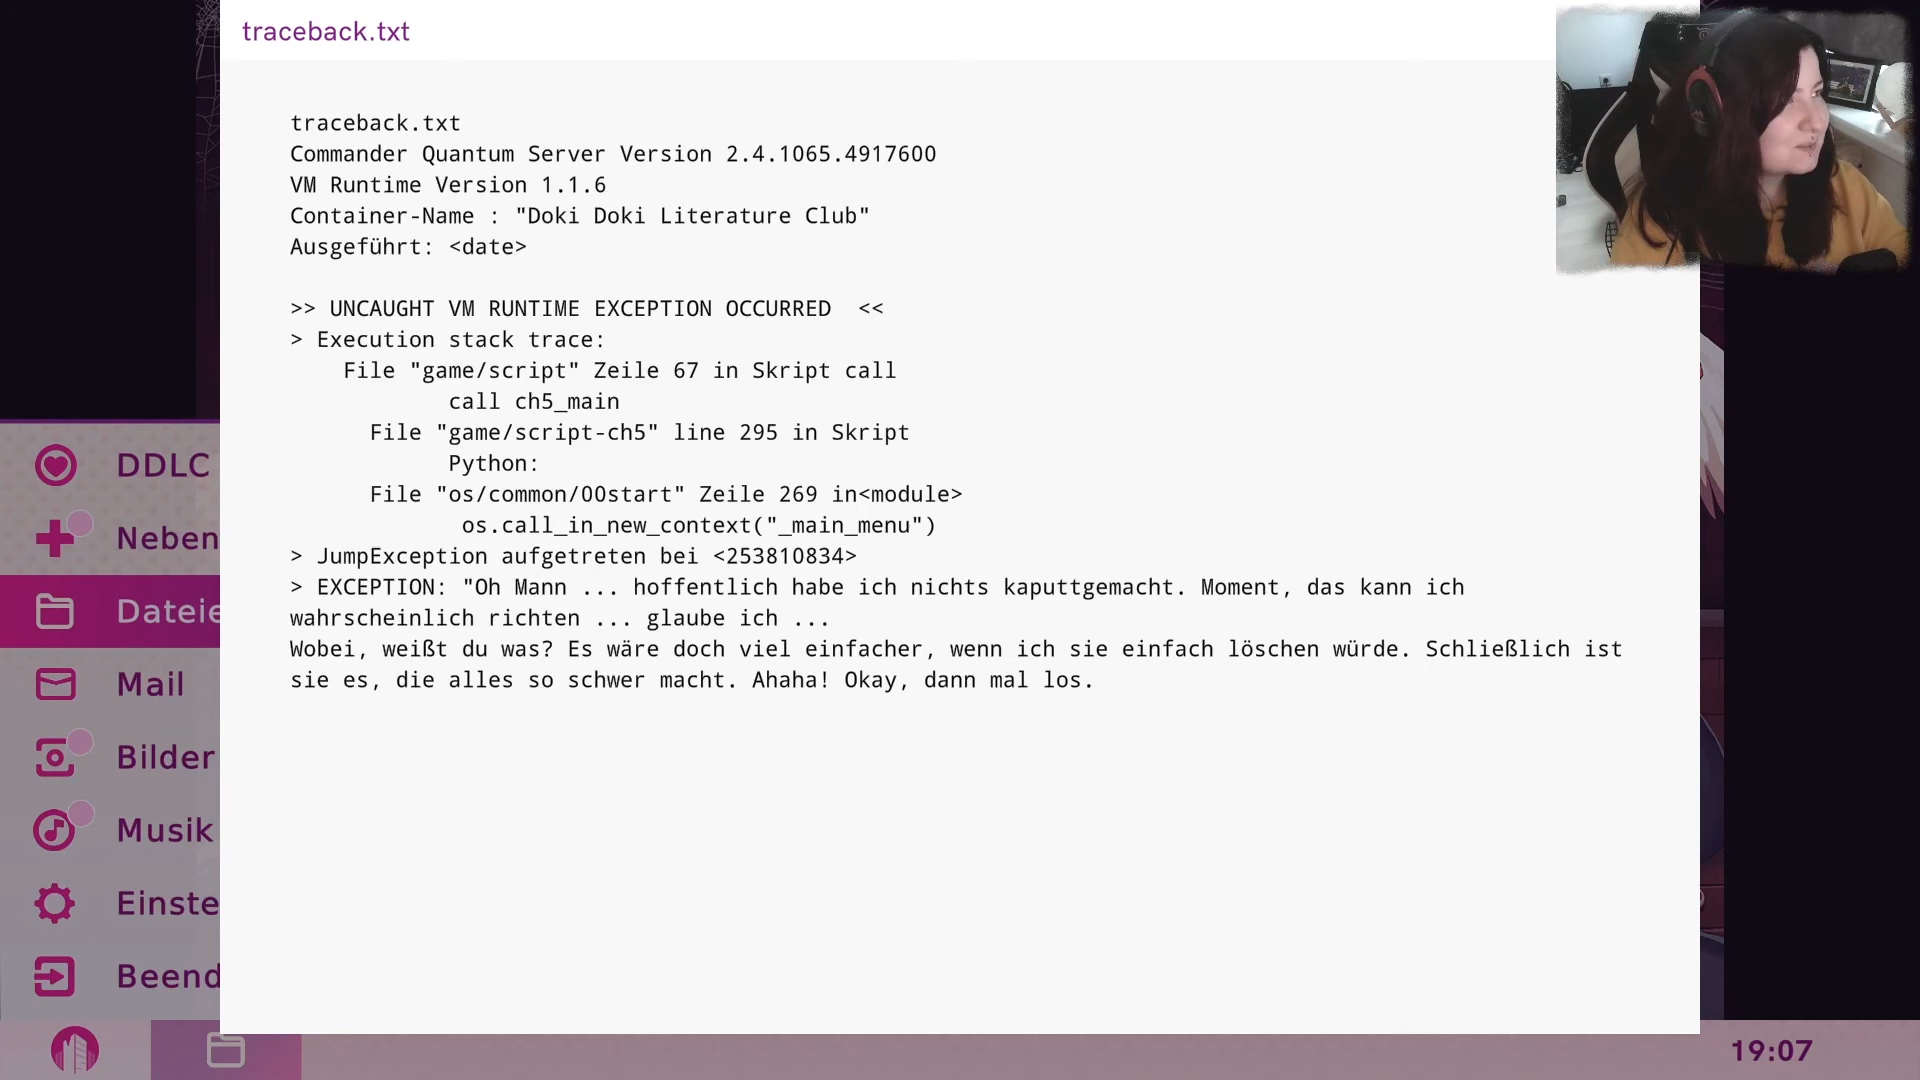 traceback.txt
traceback.txt
Commander Quantum Server Version 2.4.1065.4917600
VM Runtime Version 1.1.6
Container-Name : "Doki Doki Literature Club"
Ausgeführt: <date>
>> UNCAUGHT VM RUNTIME EXCEPTION OCCURRED  <<
> Execution stack trace:
File "game/script" Zeile 67 in Skript call
call ch5_main
File "game/script-ch5" line 295 in Skript
Python:
File "os/common/00start" Zeile 269 in<module>
os.call_in_new_context("_main_menu")
> JumpException aufgetreten bei <253810834>
> EXCEPTION: "Oh Mann ... hoffentlich habe ich nichts kaputtgemacht. Moment, das kann ich
wahrscheinlich richten ... glaube ich ...
Wobei, weißt du was? Es wäre doch viel einfacher, wenn ich sie einfach löschen würde. Schließlich ist
sie es, die alles so schwer macht. Ahaha! Okay, dann mal los.
DDLC
Neben
Dateie
Mail
Bilder
Musik
Einste
Beend
19:07